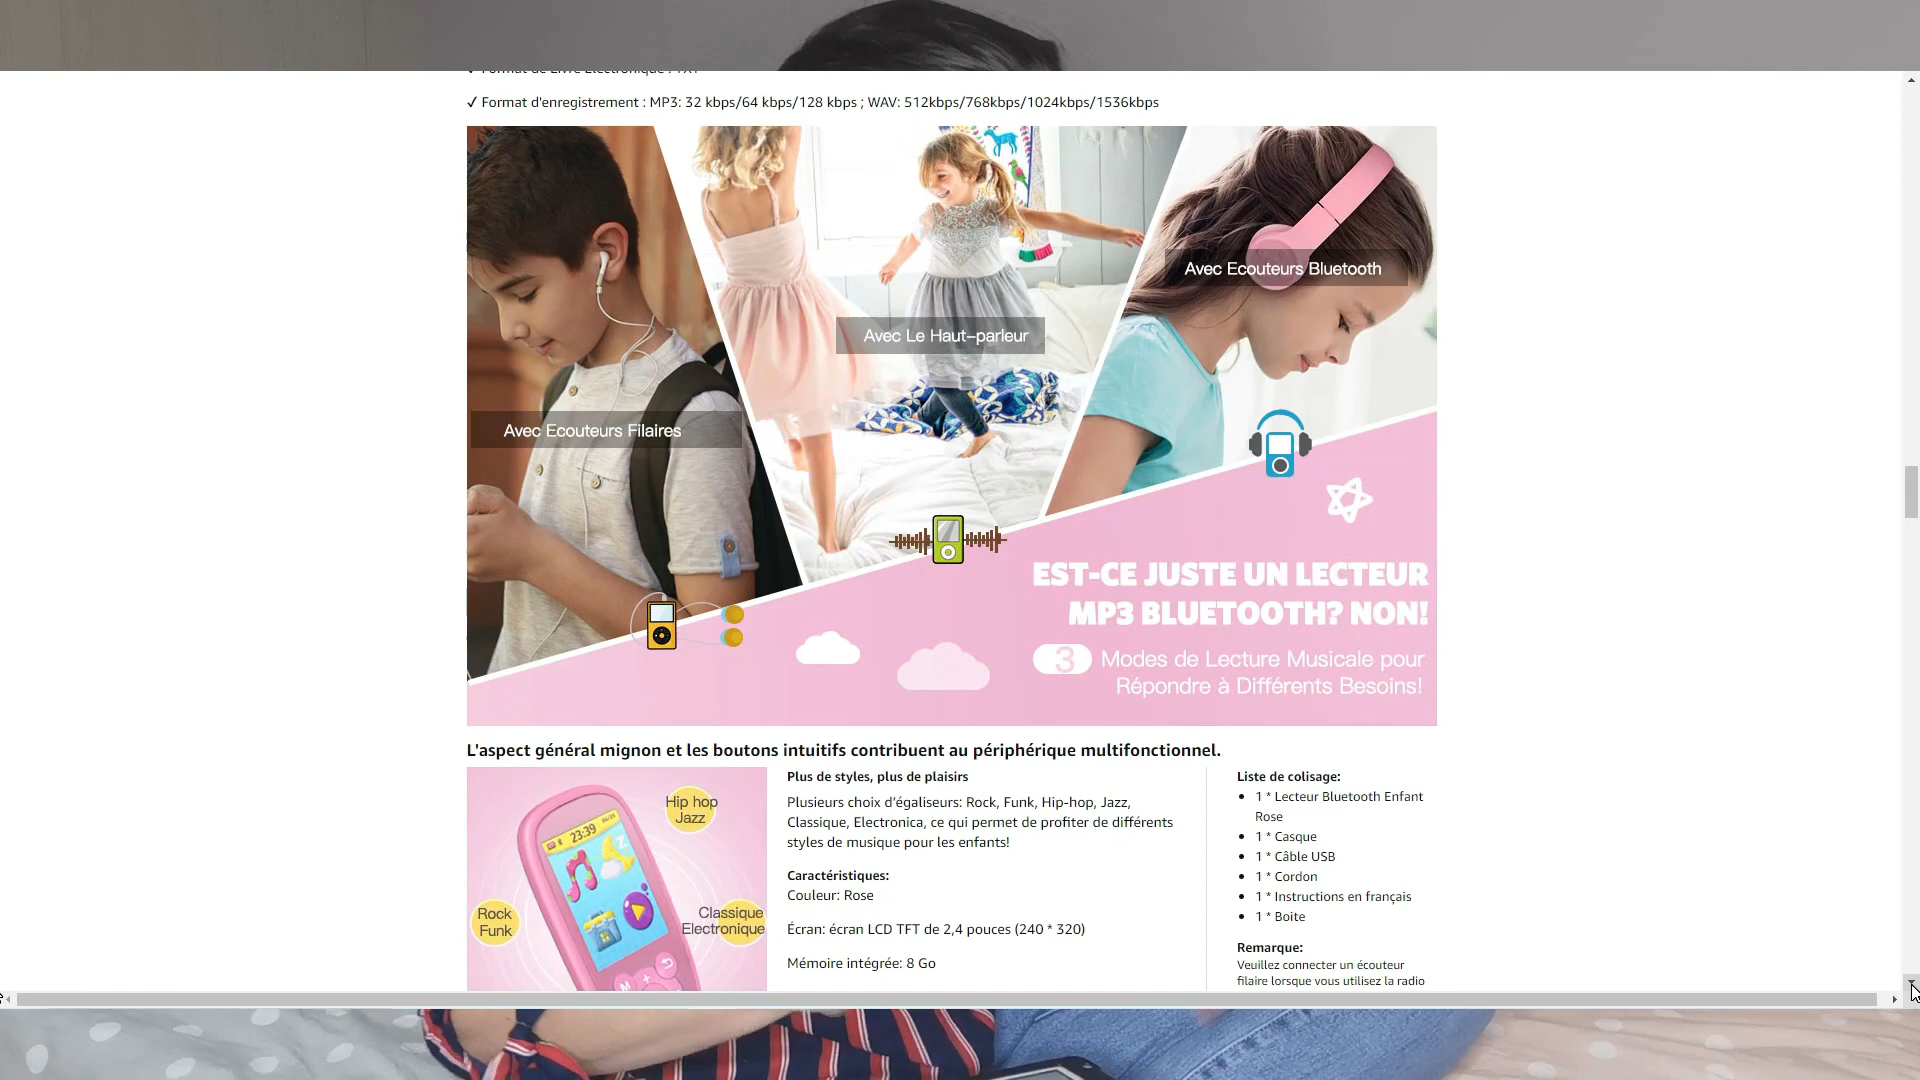 ✓ Format de Livre Électronique : TXT
✓ Format d'enregistrement : MP3: 32 kbps/64 kbps/128 kbps ; WAV: 512kbps/768kbps/1024kbps/1536kbps
Avec Ecouteurs Bluetooth
Avec Le Haut-parleur
Avec Ecouteurs Filaires
EST-CE JUSTE UN LECTEUR
MP3 BLUETOOTH? NON!
3 Modes de Lecture Musicale pour
Répondre à Différents Besoins!
L'aspect général mignon et les boutons intuitifs contribuent au périphérique multifonctionnel.
Hip hop
Jazz
23:39
Z
Rock
Funk
Classique
Electronique
M
Plus de styles, plus de plaisirs
Plusieurs choix d’égaliseurs: Rock, Funk, Hip-hop, Jazz,
Classique, Electronica, ce qui permet de profiter de différents
styles de musique pour les enfants!
Caractéristiques:
Couleur: Rose
Écran: écran LCD TFT de 2,4 pouces (240 * 320)
Mémoire intégrée: 8 Go
Liste de colisage:
1 * Lecteur Bluetooth Enfant
Rose
1 * Casque
1 * Câble USB
1 * Cordon
1 * Instructions en français
1 * Boite
Remarque:
Veuillez connecter un écouteur
filaire lorsque vous utilisez la radio